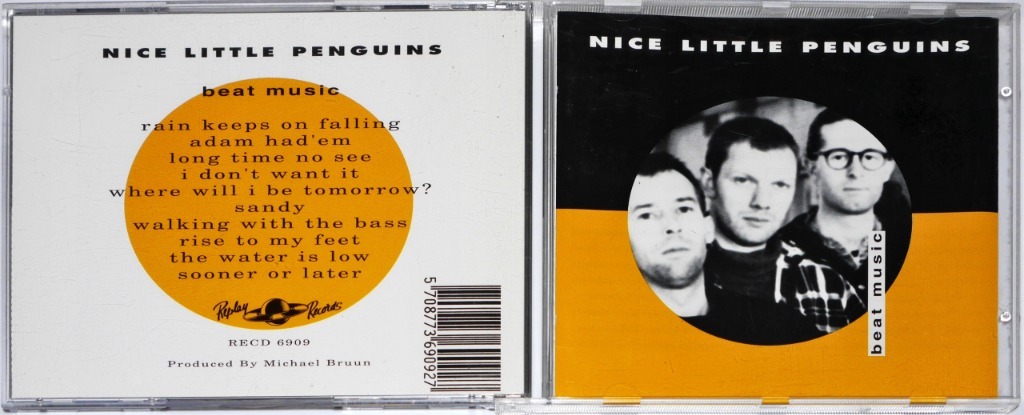 NICE LITTLE PENGUINS
beat music
rain keeps on falling
adam had'em
long time no see
i don't want it
where will i be tomorrow?
sandy
walking with the bass
rise to my feet
the water is low
sooner or later
Replay Records
RECD 6909
Produced By Michael Bruun
5 708773 690927
NICE LITTLE PENGUINS
beat music